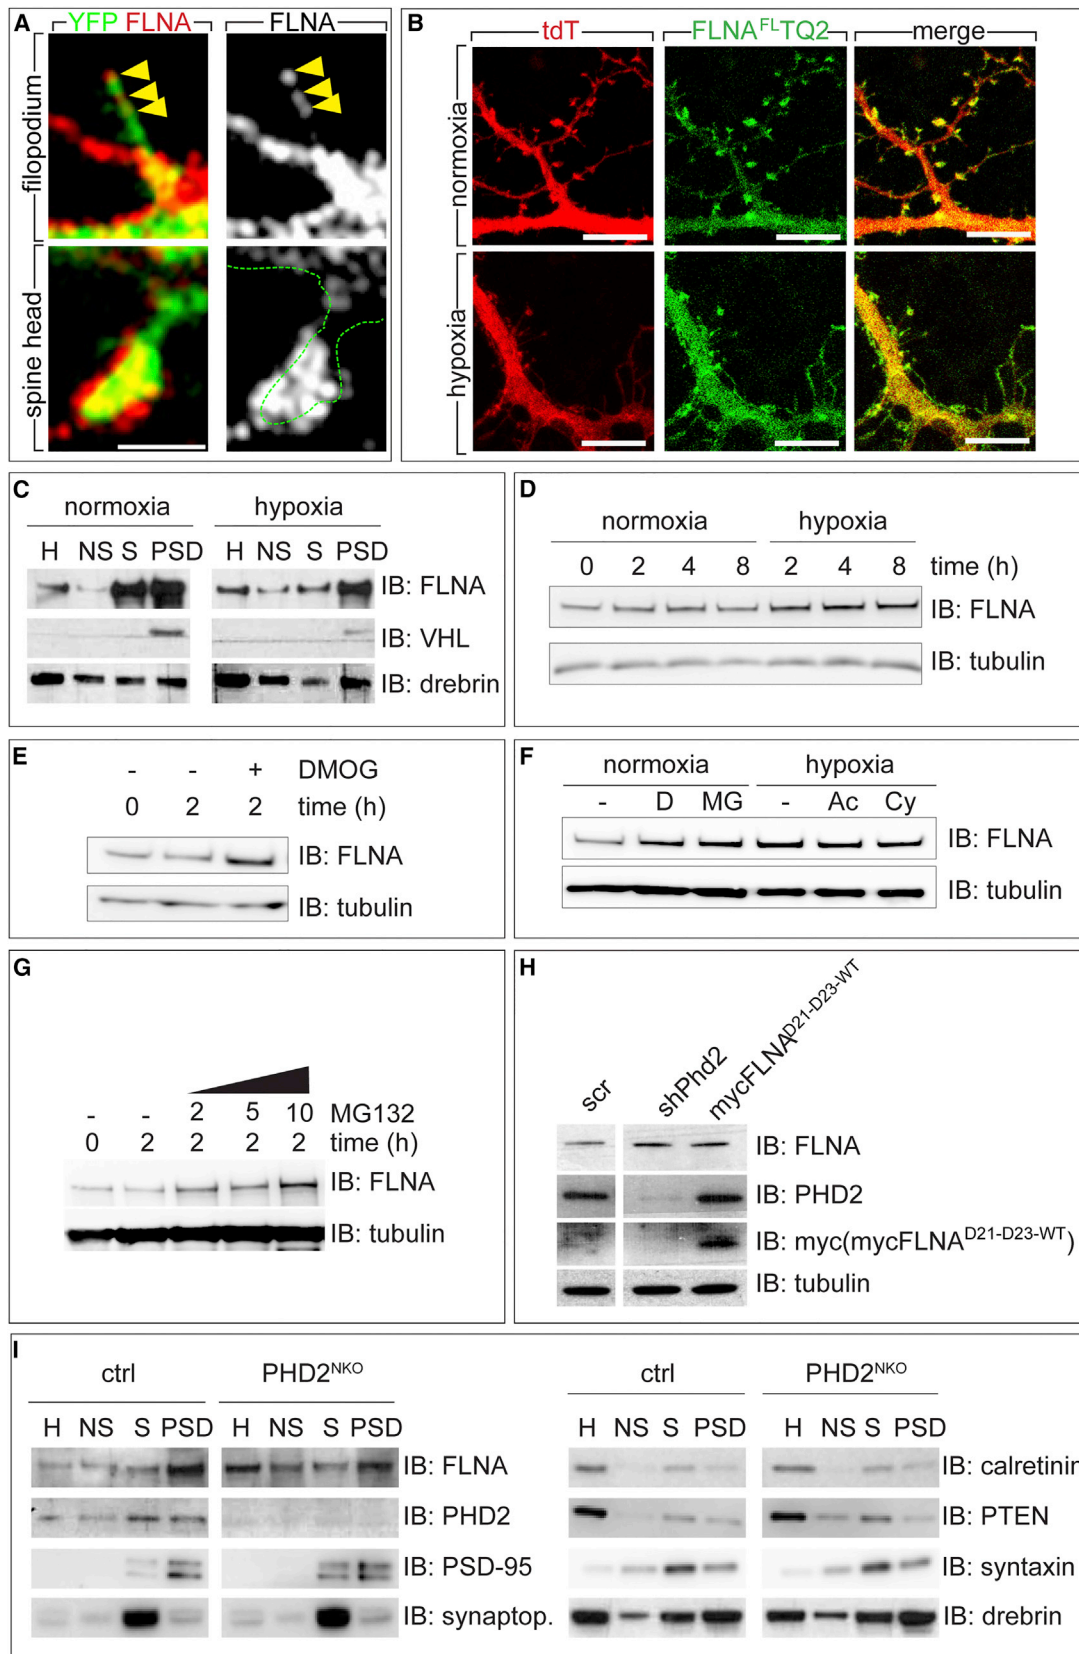 A
YFP FLNA
FLNA
filopodium
spine head
B
tdT
FLNA^FL TQ2
merge
normoxia
hypoxia
C
normoxia hypoxia
H NS S PSD H NS S PSD
IB: FLNA
IB: VHL
IB: drebrin
D
normoxia hypoxia
0 2 4 8 2 4 8 time (h)
IB: FLNA
IB: tubulin
E
- - + DMOG
0 2 2 time (h)
IB: FLNA
IB: tubulin
F
normoxia hypoxia
- D MG - Ac Cy
IB: FLNA
IB: tubulin
G
- - 2 5 10 MG132
0 2 2 2 2 time (h)
IB: FLNA
IB: tubulin
H
scr
shPhd2
mycFLNA^D21-D23-WT
IB: FLNA
IB: PHD2
IB: myc(mycFLNA^D21-D23-WT)
IB: tubulin
I
ctrl PHD2^NKO
H NS S PSD H NS S PSD
IB: FLNA
IB: PHD2
IB: PSD-95
IB: synaptop.
ctrl PHD2^NKO
H NS S PSD H NS S PSD
IB: calretinin
IB: PTEN
IB: syntaxin
IB: drebrin